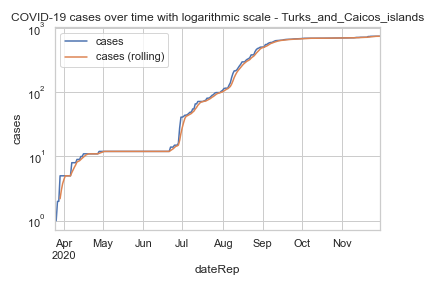 COVID-19 cases over time with logarithmic scale - Turks_and_Caicos_islands
cases
cases (rolling)
10³
10²
10¹
10⁰
cases
Apr May Jun Jul Aug Sep Oct Nov
2020
dateRep